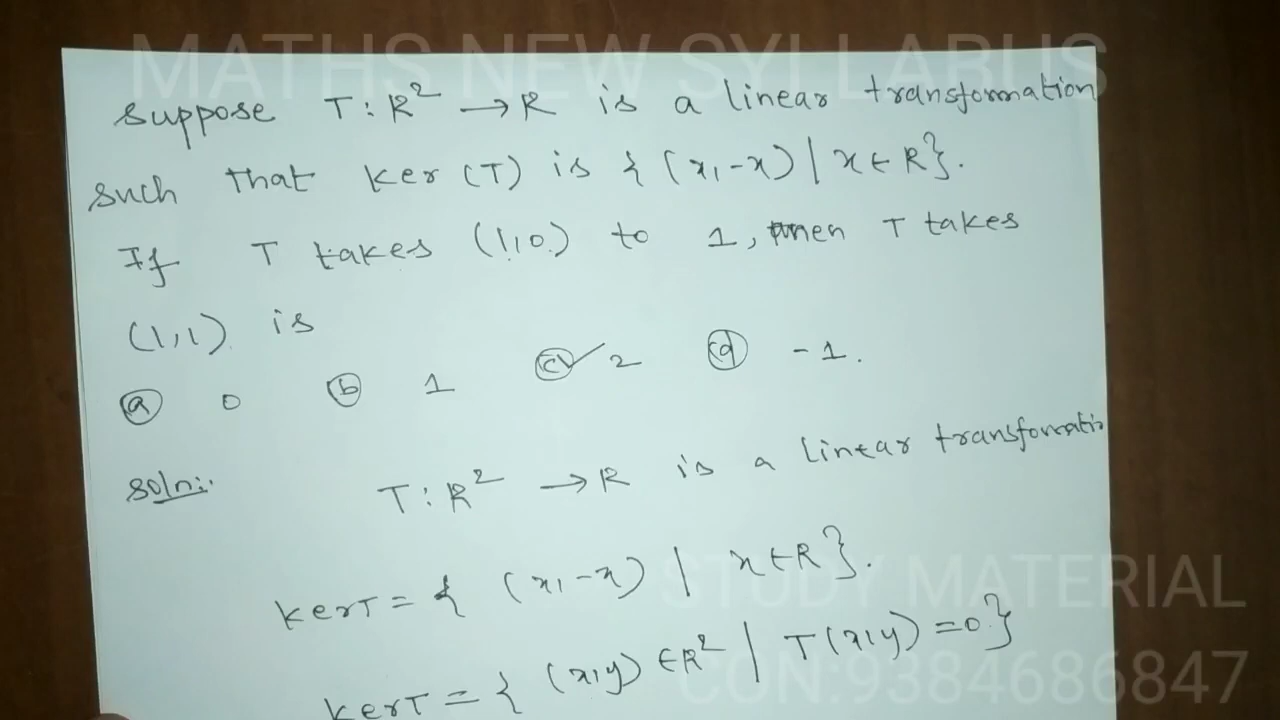 MATHS NEW SYLLABUS
suppose T : R² → R is a linear transformation
such that ker (T) is { (x, -x) | x ∈ R}.
If T takes (1,0) to 1, then T takes
(1,1) is
(a) 0 (b) 1 (c) ✓ 2 (d) -1.
soln:.
T : R² → R is a linear transformati
kerT = { (x, -x) | x ∈ R}.
STUDY MATERIAL
kerT = { (x,y) ∈ R² | T(x,y) = 0}
CON:9384686847